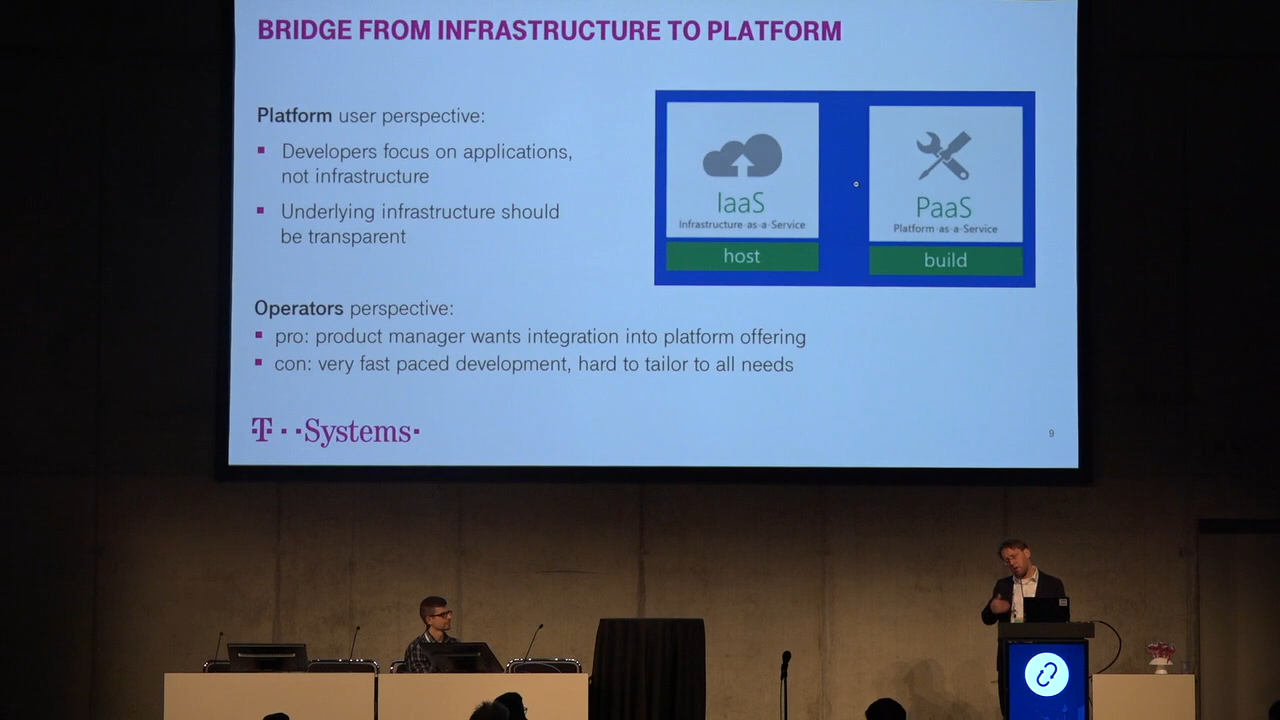 BRIDGE FROM INFRASTRUCTURE TO PLATFORM
Platform user perspective:
Developers focus on applications,
not infrastructure
Underlying infrastructure should
be transparent
IaaS
Infrastructure-as-a-Service
host
PaaS
Platform-as-a-Service
build
Operators perspective:
pro: product manager wants integration into platform offering
con: very fast paced development, hard to tailor to all needs
T··Systems·
9